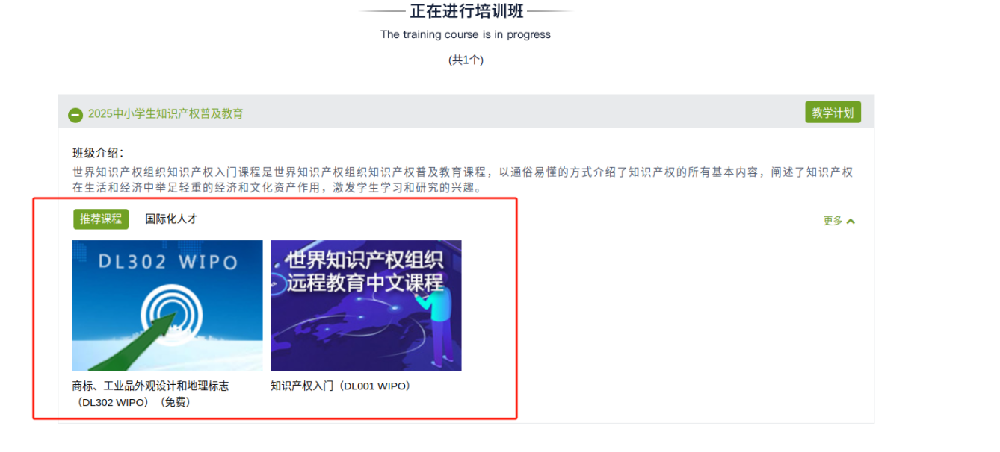 正在进行培训班
The training course is in progress
(共1个)
2025中小学生知识产权普及教育
教学计划
班级介绍：
世界知识产权组织知识产权入门课程是世界知识产权组织知识产权普及教育课程，以通俗易懂的方式介绍了知识产权的所有基本内容，阐述了知识产权
在生活和经济中举足轻重的经济和文化资产作用，激发学生学习和研究的兴趣。
推荐课程 国际化人才
更多
DL302 WIPO
世界知识产权组织
远程教育中文课程
商标、工业品外观设计和地理标志
（DL302 WIPO）（免费）
知识产权入门（DL001 WIPO）